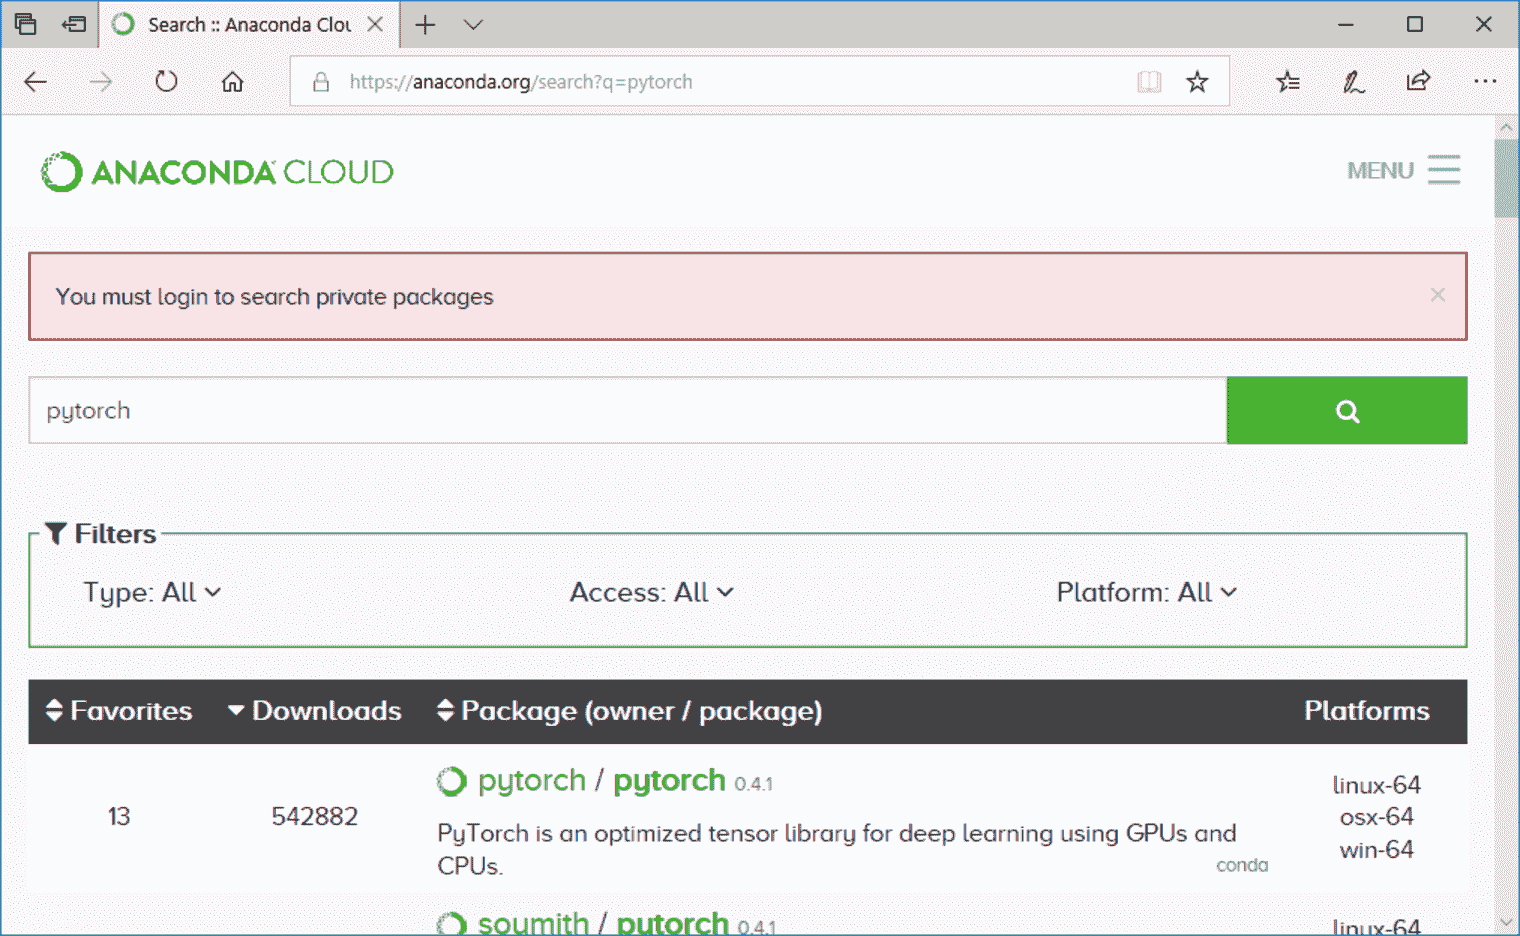 Search :: Anaconda Clou
https://anaconda.org/search?q=pytorch
ANACONDA CLOUD
MENU
You must login to search private packages
pytorch
Filters
Type: All
Access: All
Platform: All
Favorites
Downloads
Package (owner / package)
Platforms
13
542882
pytorch / pytorch 0.4.1
PyTorch is an optimized tensor library for deep learning using GPUs and
CPUs.
conda
linux-64
osx-64
win-64
soumith / pytorch 0.4.1
linux-64